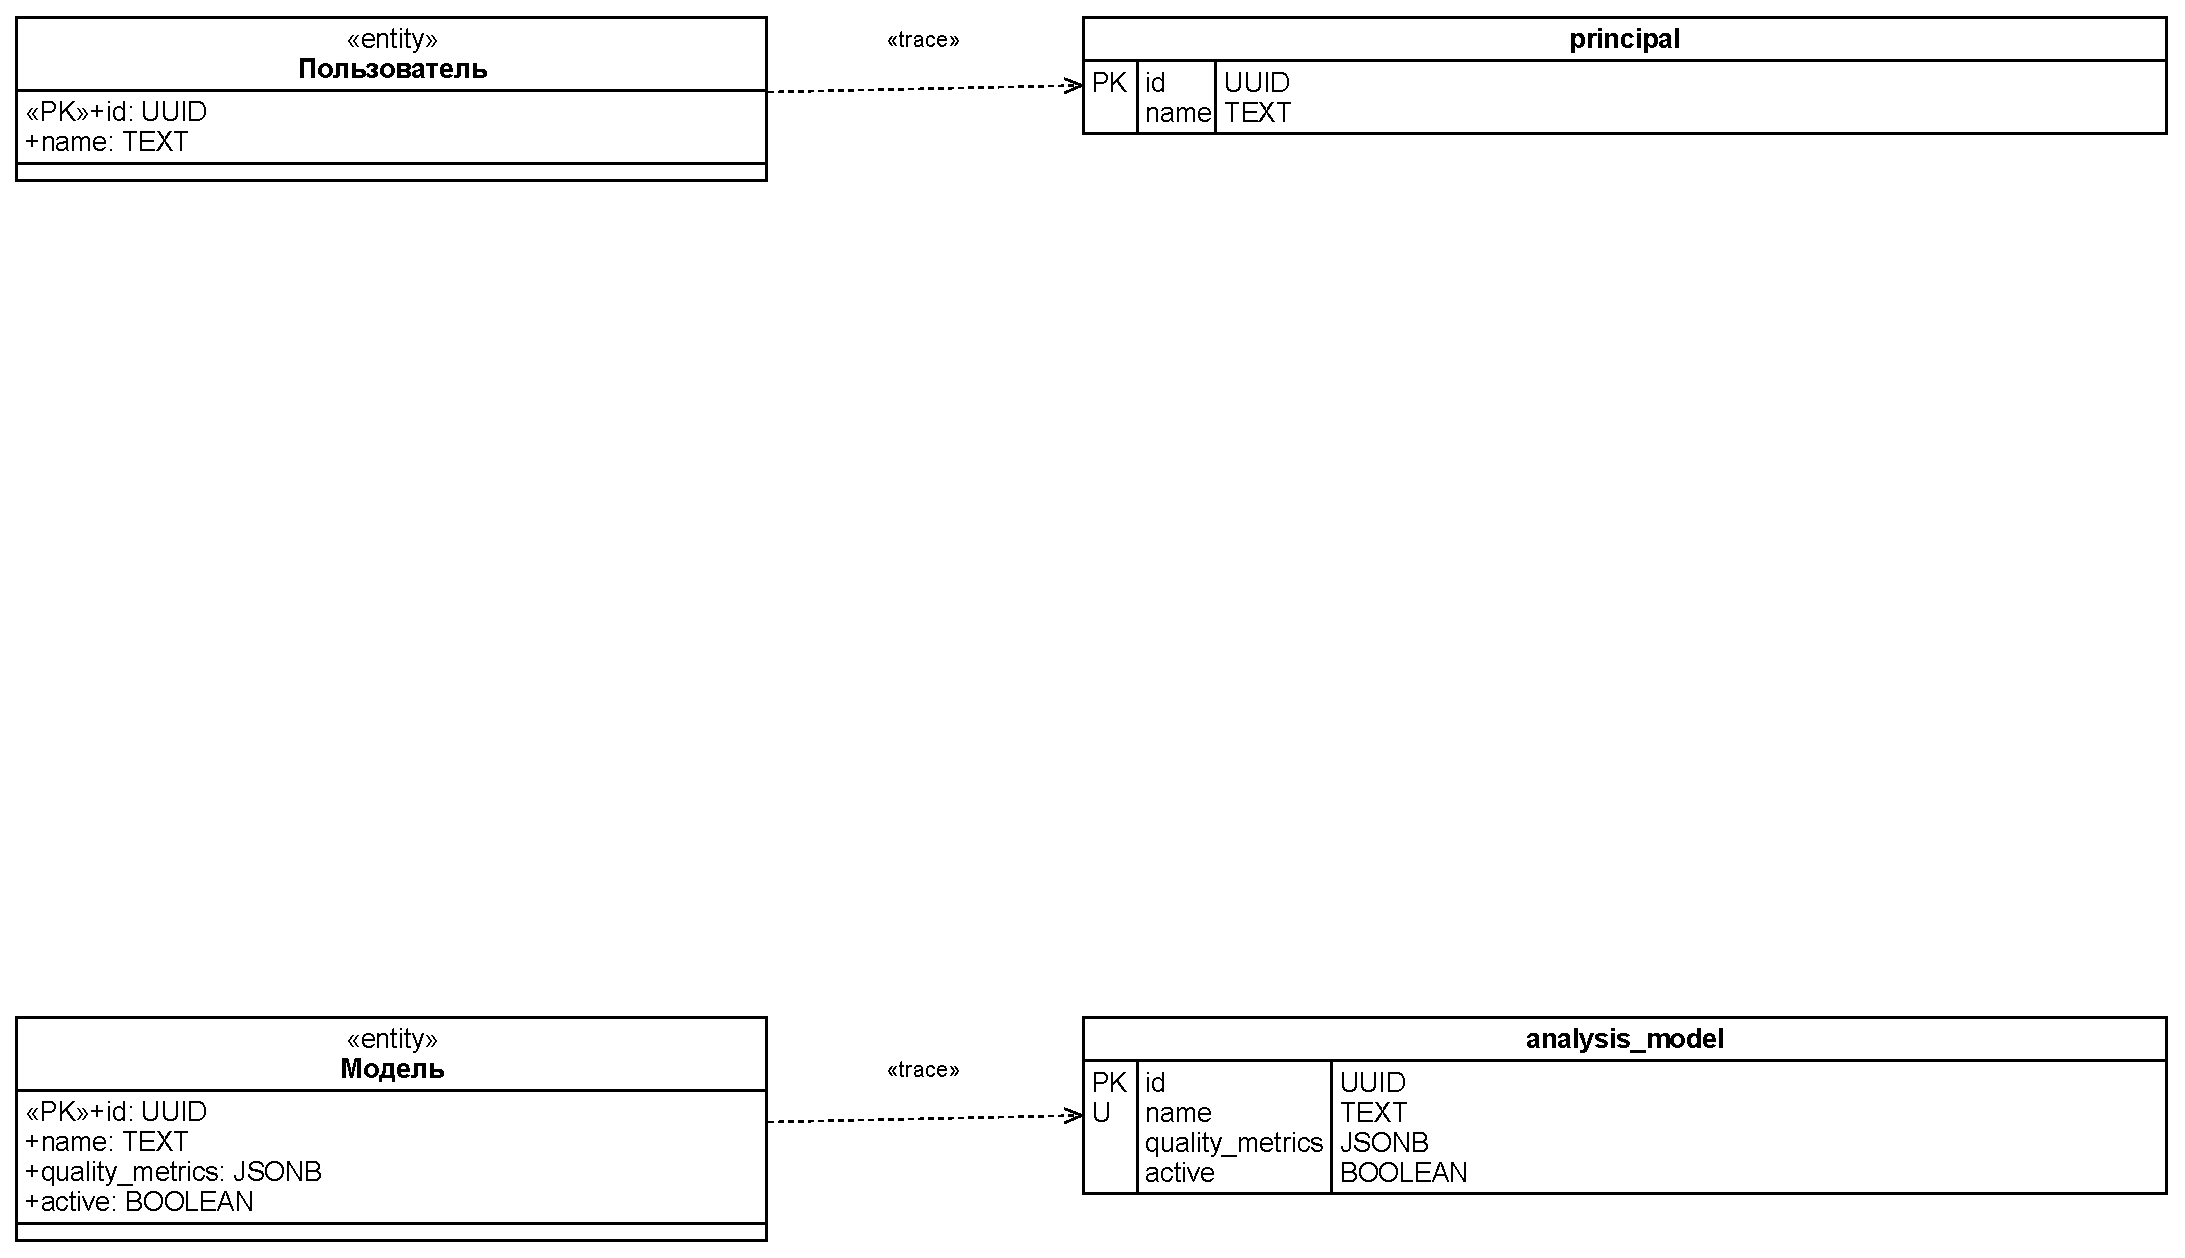 «entity»
Пользователь
«PK»+id: UUID
+name: TEXT
«trace»
principal
PK id UUID
name TEXT
«entity»
Модель
«PK»+id: UUID
+name: TEXT
+quality_metrics: JSONB
+active: BOOLEAN
«trace»
analysis_model
PK id UUID
U name TEXT
quality_metrics JSONB
active BOOLEAN